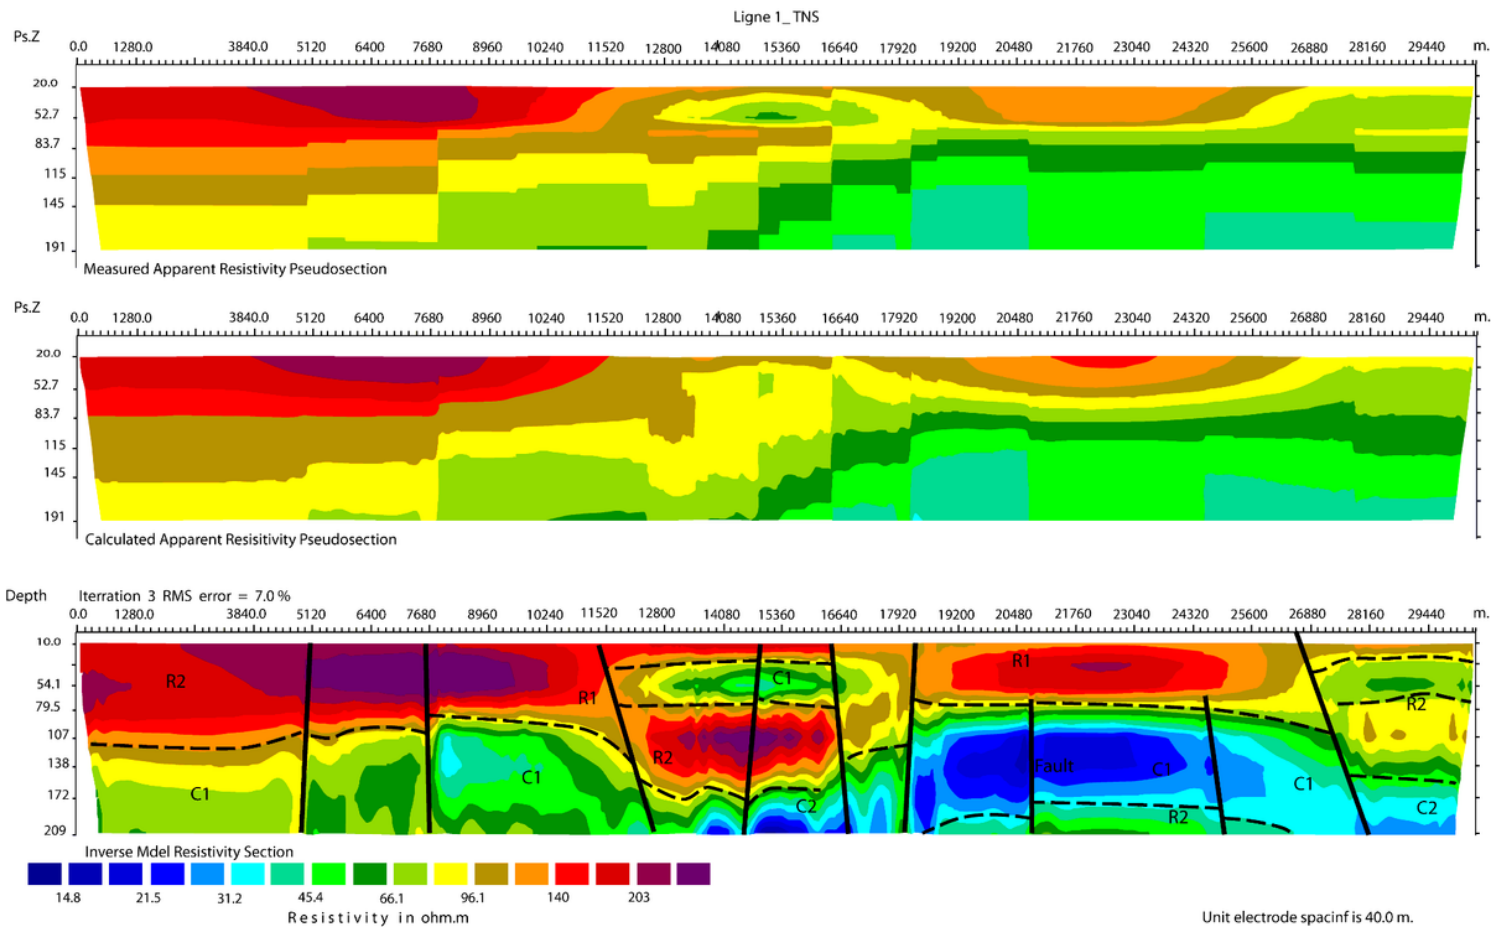 Ligne 1_ TNS
Ps.Z
0.0 1280.0 3840.0 5120 6400 7680 8960 10240 11520 12800 14080 15360 16640 17920 19200 20480 21760 23040 24320 25600 26880 28160 29440 m.
20.0
52.7
83.7
115
145
191
Measured Apparent Resistivity Pseudosection
Ps.Z
0.0 1280.0 3840.0 5120 6400 7680 8960 10240 11520 12800 14080 15360 16640 17920 19200 20480 21760 23040 24320 25600 26880 28160 29440 m.
20.0
52.7
83.7
115
145
191
Calculated Apparent Resisitivity Pseudosection
Depth Iterration 3 RMS error = 7.0 %
0.0 1280.0 3840.0 5120 6400 7680 8960 10240 11520 12800 14080 15360 16640 17920 19200 20480 21760 23040 24320 25600 26880 28160 29440 m.
10.0
R1
R2 54.1 C1
R1 R2
79.5
107
R2
138 Fault C1
C1 C1
172 C1 C2 C2
R2
209
Inverse Mdel Resistivity Section
14.8 21.5 31.2 45.4 66.1 96.1 140 203
Resistivity in ohm.m
Unit electrode spacinf is 40.0 m.